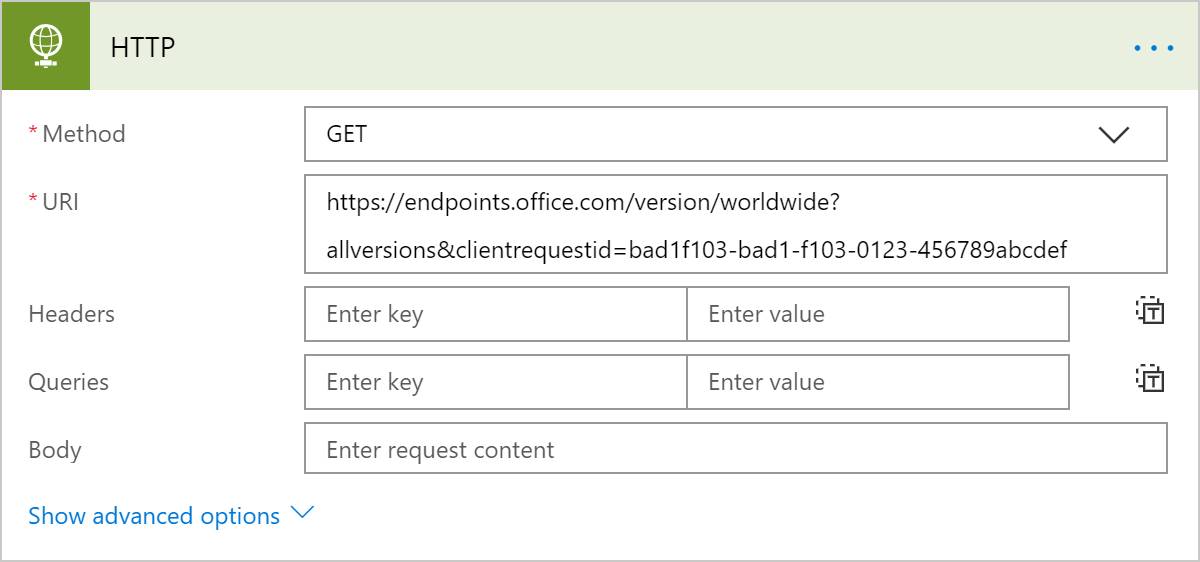 HTTP
* Method
GET
* URI
https://endpoints.office.com/version/worldwide?
allversions&clientrequestid=bad1f103-bad1-f103-0123-456789abcdef
Headers
Enter key
Enter value
T
Queries
Enter key
Enter value
T
Body
Enter request content
Show advanced options